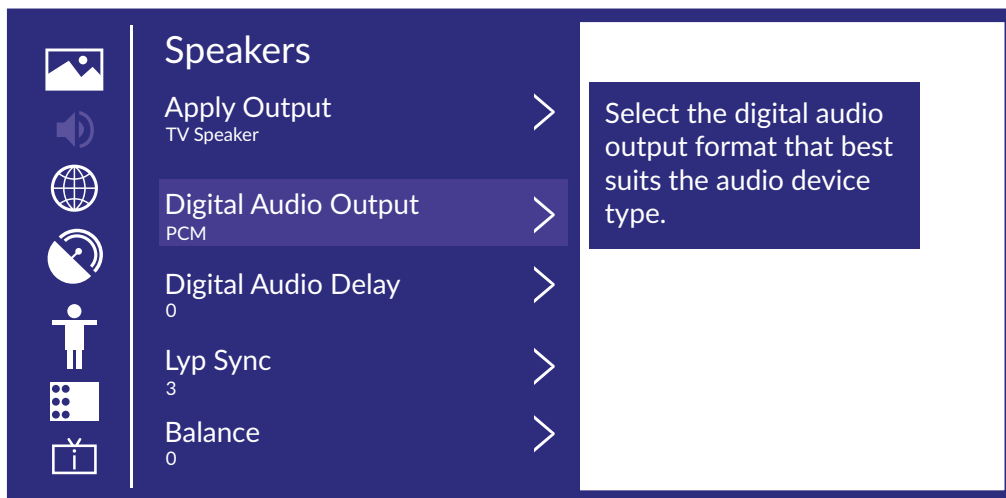 Speakers
Apply Output
TV Speaker
Digital Audio Output
PCM
Digital Audio Delay
0
Lyp Sync
3
Balance
0
Select the digital audio
output format that best
suits the audio device
type.
i